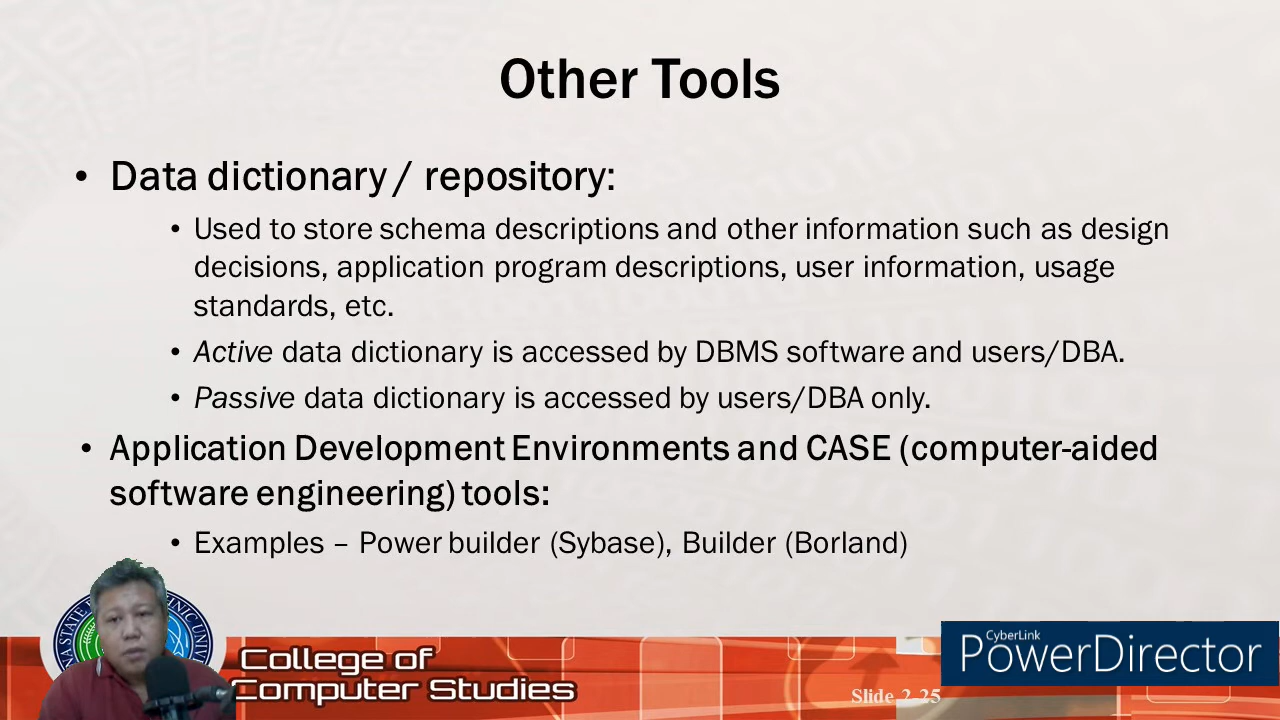 Other Tools
• Data dictionary / repository:
• Used to store schema descriptions and other information such as design
decisions, application program descriptions, user information, usage
standards, etc.
• Active data dictionary is accessed by DBMS software and users/DBA.
• Passive data dictionary is accessed by users/DBA only.
• Application Development Environments and CASE (computer-aided
software engineering) tools:
• Examples – Power builder (Sybase), Builder (Borland)
College of
Computer Studies
CyberLink
PowerDirector
Slide 2-25